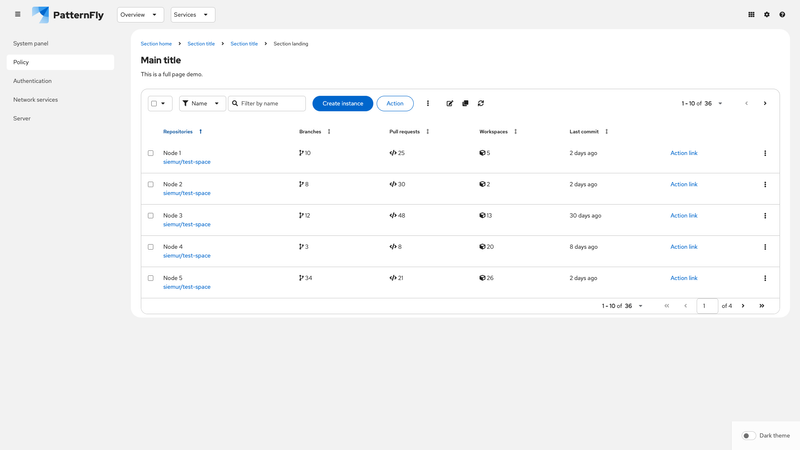 PatternFly
Overview
Services
System panel
Policy
Authentication
Network services
Server
Section home
Section title
Section title
Section landing
Main title
This is a full page demo.
Name
Filter by name
Create instance
Action
1 - 10 of 36
Repositories
Branches
Pull requests
Workspaces
Last commit
Node 1
siemur/test-space
10
25
5
2 days ago
Action link
Node 2
siemur/test-space
8
30
2
2 days ago
Action link
Node 3
siemur/test-space
12
48
13
30 days ago
Action link
Node 4
siemur/test-space
3
8
20
8 days ago
Action link
Node 5
siemur/test-space
34
21
26
2 days ago
Action link
1 - 10 of 36
1
of 4
Dark theme